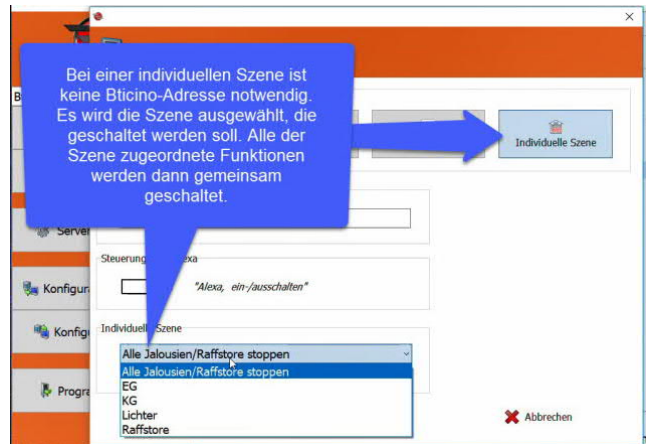 Bei einer individuellen Szene ist
keine Bticino-Adresse notwendig.
Es wird die Szene ausgewählt, die
geschaltet werden soll. Alle der
Szene zugeordnete Funktionen
werden dann gemeinsam
geschaltet.
Individuelle Szene
Server
Steuerung
"Alexa, ein-/ausschalten"
Konfigur
Individuelle Szene
Konfig
Alle Jalousien/Raffstore stoppen
Alle Jalousien/Raffstore stoppen
EG
KG
Progra
Lichter
Raffstore
Abbrechen